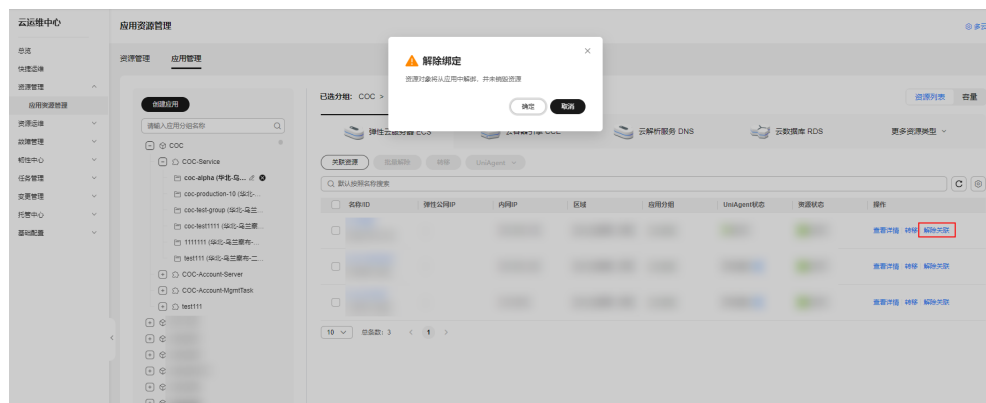 云运维中心
应用资源管理
总览
快捷运维
资源管理
应用资源管理
资源运维
故障管理
韧性中心
任务管理
变更管理
托管中心
基础配置
资源管理 应用管理
创建应用
请输入应用分组名称
COC
COC-Service
coc-alpha (华北-乌...
coc-production-10 (华北-...
coc-test-group (华北-乌兰...
coc-test1111 (华北-乌兰察...
1111111 (华北-乌兰察布-...
test111 (华北-乌兰察布-二...
COC-Account-Server
COC-Account-MgmtTask
test111
解除绑定
资源对象将从应用中解绑、并未销毁资源
确定 取消
已选分组: COC >
资源列表 容量
云解析服务 DNS 云数据库 RDS 更多资源类型
关联资源 批量解除 转移 UniAgent
默认按照名称搜索
名称/ID 弹性公网IP 内网IP 区域 应用分组 UniAgent状态 资源状态 操作
查看详情 转移 解除关联
查看详情 转移 解除关联
查看详情 转移 解除关联
10 总条数: 3 < 1 >